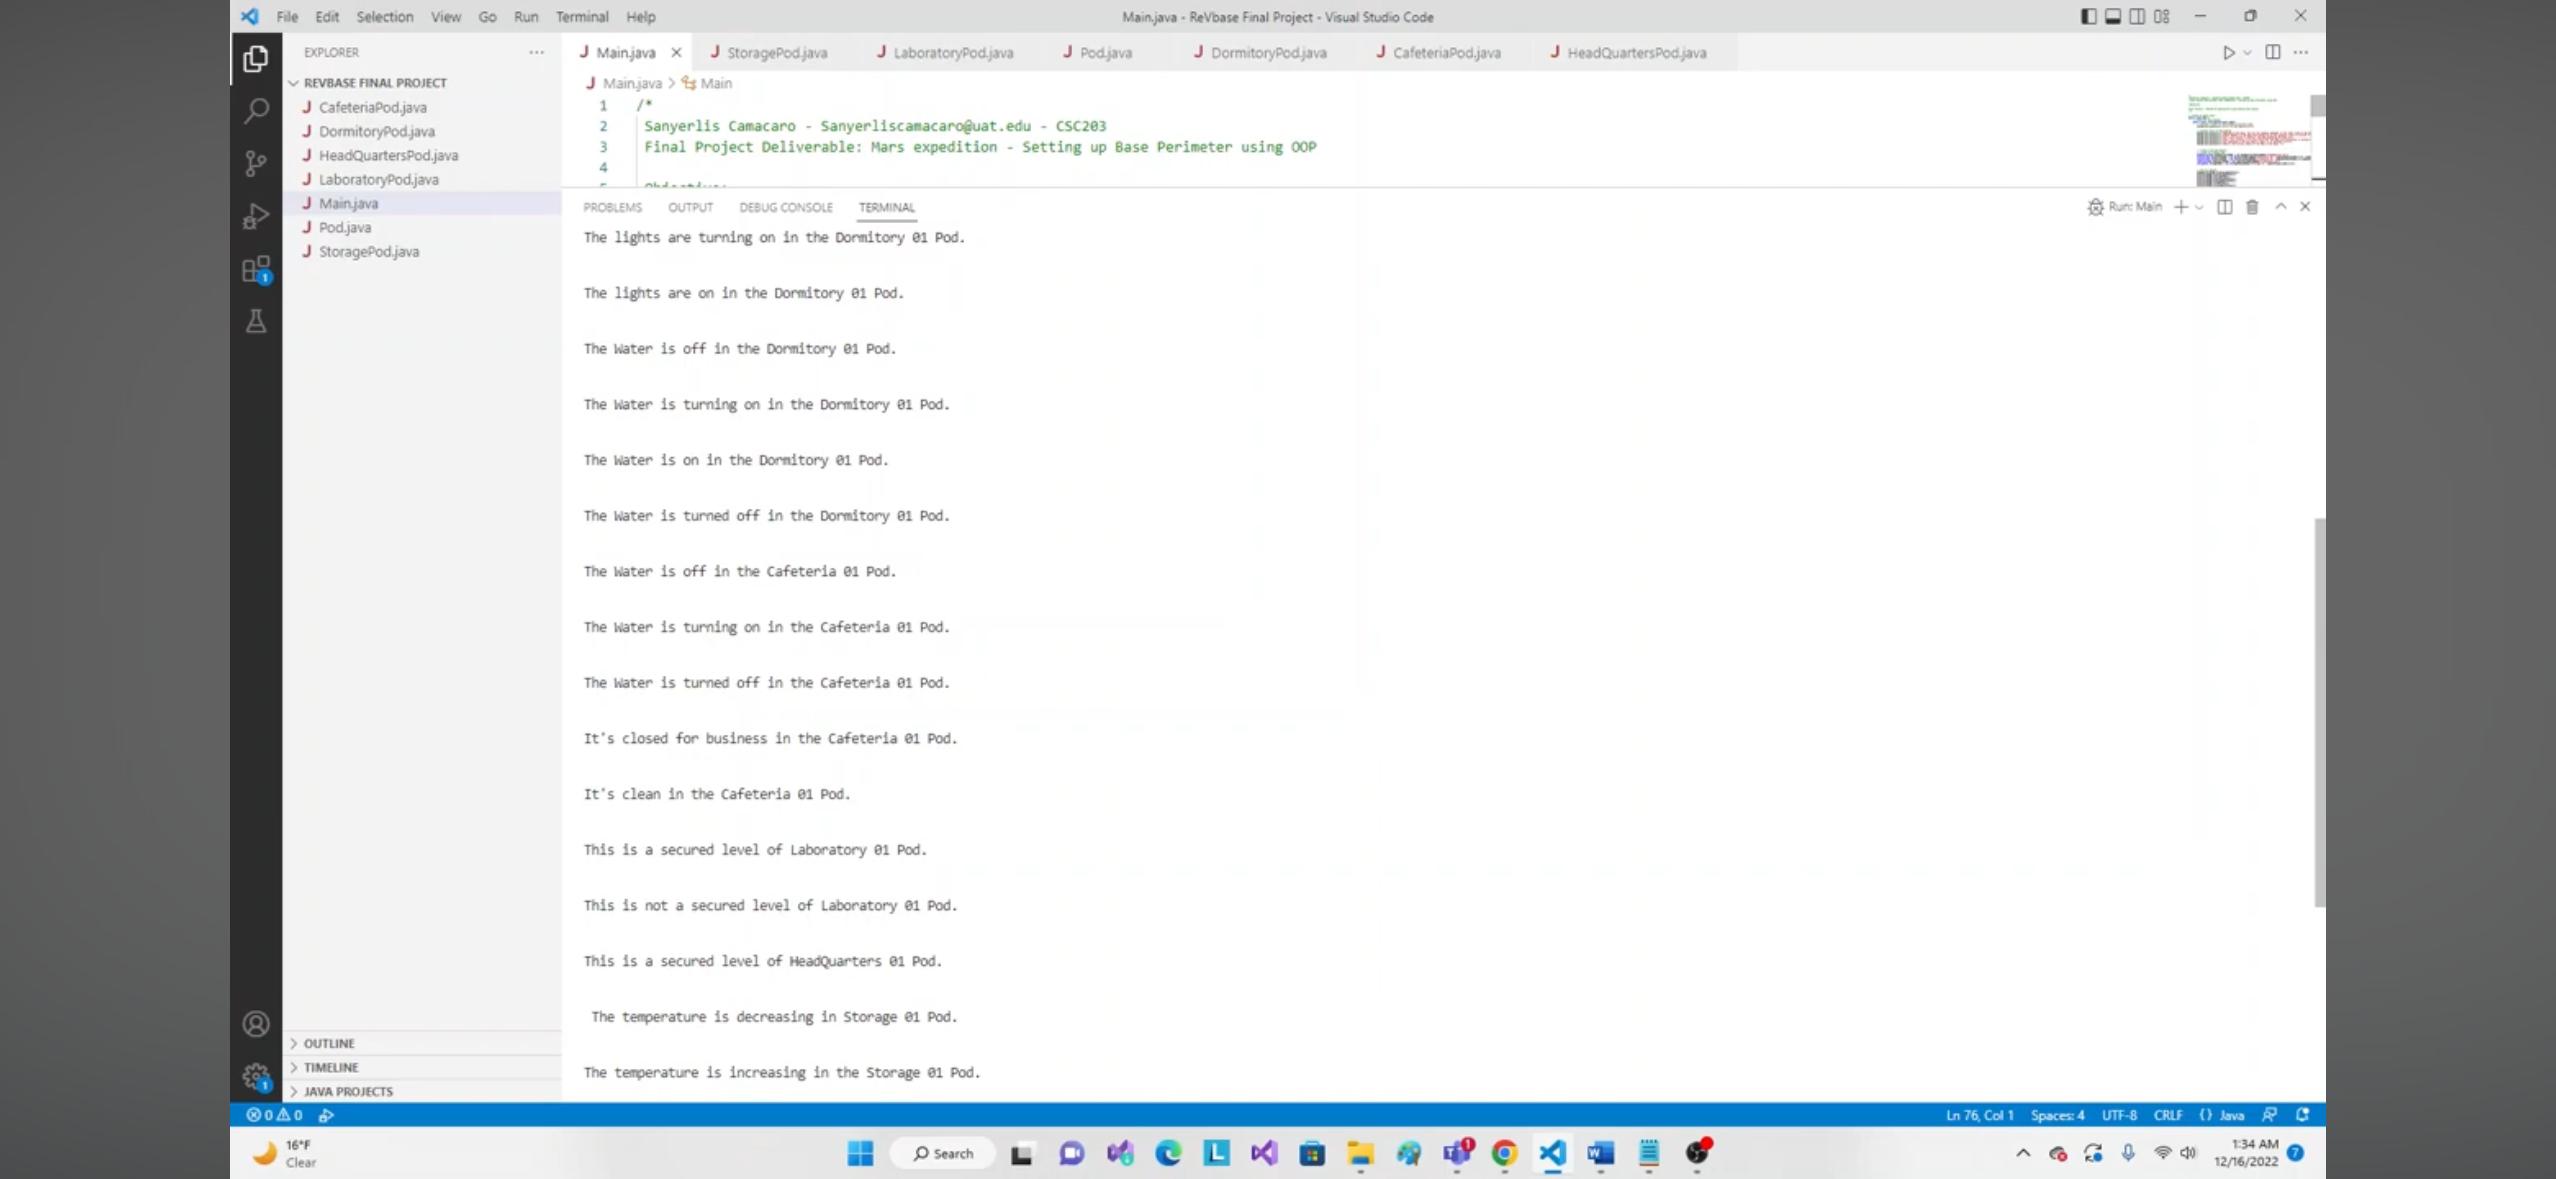 File Edit Selection View Go Run Terminal Help
Main.java - ReVbase Final Project - Visual Studio Code
EXPLORER
REVBASE FINAL PROJECT
CafeteriaPod.java
DormitoryPod.java
HeadQuartersPod.java
LaboratoryPod.java
Main.java
Pod.java
StoragePod.java
OUTLINE
TIMELINE
JAVA PROJECTS
Main.java StoragePod.java LaboratoryPod.java Pod.java DormitoryPod.java CafeteriaPod.java HeadQuartersPod.java
Main.java > Main
1 /*
2 Sanyerlis Camacaro - Sanyerliscamacaro@uat.edu - CSC203
3 Final Project Deliverable: Mars expedition - Setting up Base Perimeter using OOP
4
PROBLEMS OUTPUT DEBUG CONSOLE TERMINAL
Run: Main
The lights are turning on in the Dormitory 01 Pod.
The lights are on in the Dormitory 01 Pod.
The Water is off in the Dormitory 01 Pod.
The Water is turning on in the Dormitory 01 Pod.
The Water is on in the Dormitory 01 Pod.
The Water is turned off in the Dormitory 01 Pod.
The Water is off in the Cafeteria 01 Pod.
The Water is turning on in the Cafeteria 01 Pod.
The Water is turned off in the Cafeteria 01 Pod.
It's closed for business in the Cafeteria 01 Pod.
It's clean in the Cafeteria 01 Pod.
This is a secured level of Laboratory 01 Pod.
This is not a secured level of Laboratory 01 Pod.
This is a secured level of HeadQuarters 01 Pod.
The temperature is decreasing in Storage 01 Pod.
The temperature is increasing in the Storage 01 Pod.
0 0
Ln 76, Col 1 Spaces: 4 UTF-8 CRLF {} Java
16°F
Clear
Search
1:34 AM
12/16/2022